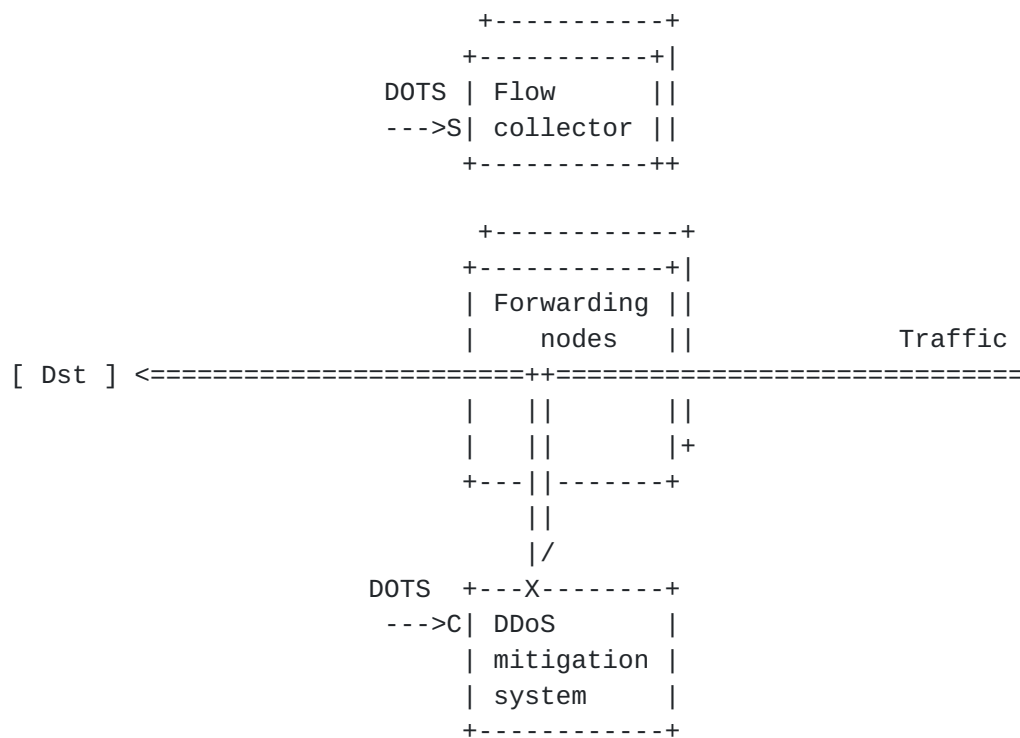 +-----------+
                             +-----------+|
                        DOTS | Flow      ||
                        --->S| collector ||
                             +-----------++

                              +------------+
                             +------------+|
                             | Forwarding ||
                             |    nodes   ||             Traffic
[ Dst ] <========================++==============================
                             |   ||       ||
                             |   ||       |+
                             +---||-------+
                                 ||
                                 |/
                       DOTS  +---X--------+
                        --->C| DDoS       |
                             | mitigation |
                             | system     |
                             +------------+